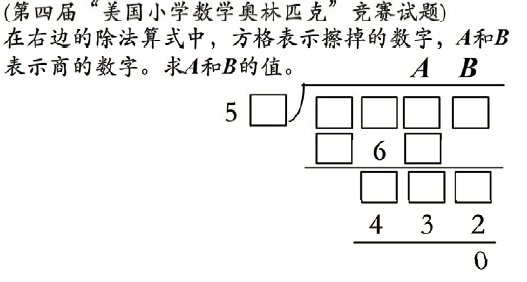 (第四届“美国小学数学奥林匹克”竞赛试题)
在右边的除法算式中，方格表示擦掉的数字，A和B
表示商的数字。求A和B的值。
A B
5
6
4 3 2
0